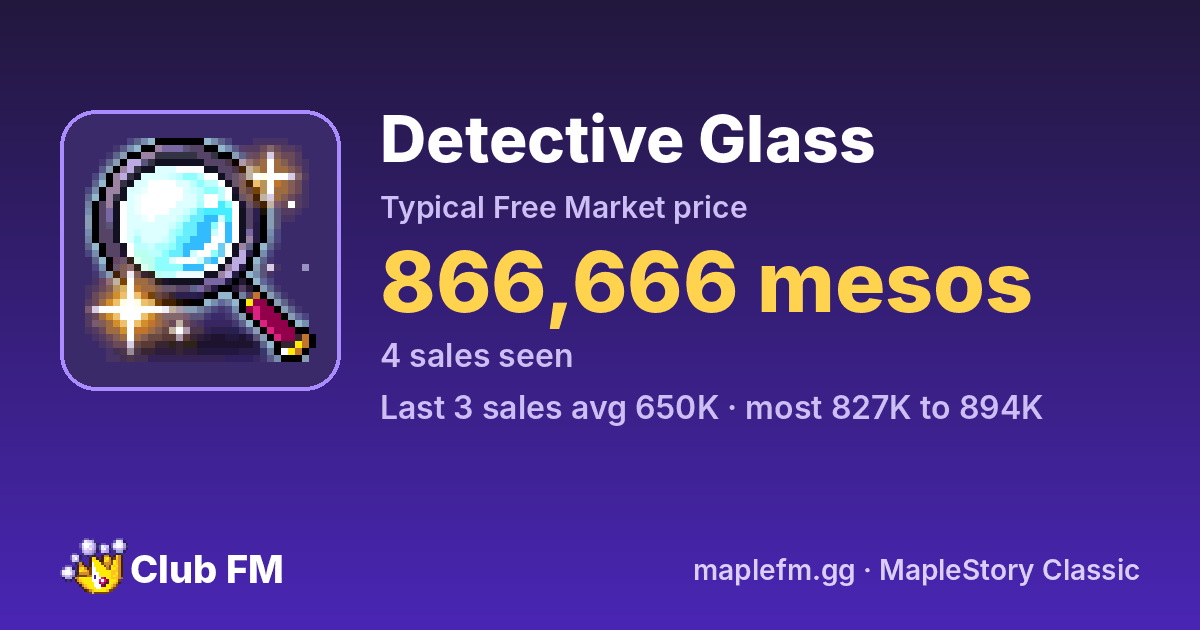 Detective Glass
Typical Free Market price
866,666 mesos
4 sales seen
Last 3 sales avg 650K · most 827K to 894K
Club FM
maplefm.gg · MapleStory Classic